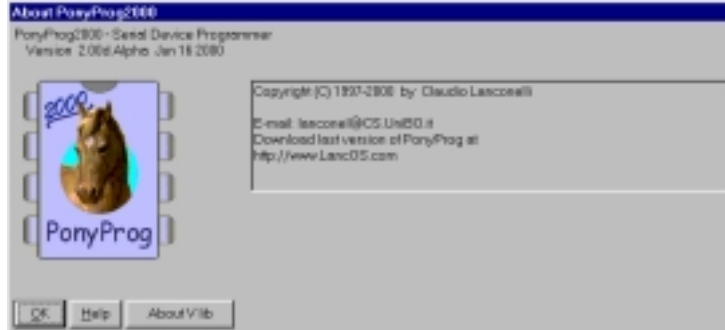 About PonyProg2000
PonyProg2000 - Serial Device Programmer
Version 2.00d Alpha Jan 16 2000
2000
PonyProg
Copyright (C) 1997-2000 by Claudio Lanconelli
E-mail: lanconel@CS.UniBO.it
Download last version of PonyProg at
http://www.LancOS.com
OK
Help
About V lib